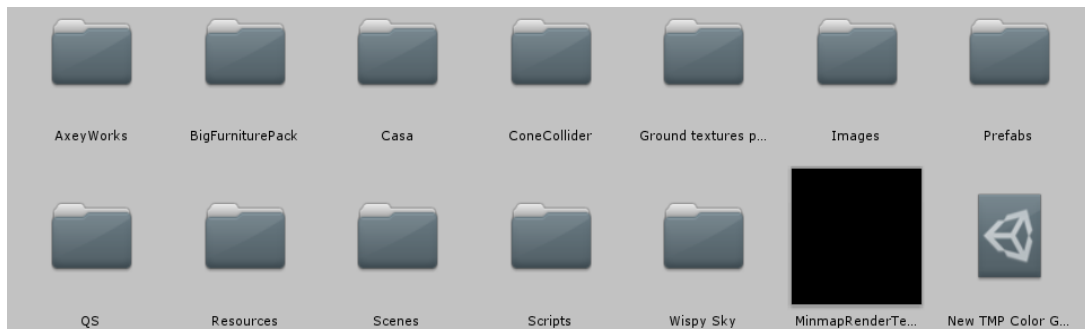 AxeyWorks BigFurniturePack Casa ConeCollider Ground textures p... Images Prefabs
QS Resources Scenes Scripts Wispy Sky MinmapRenderTe... New TMP Color G...